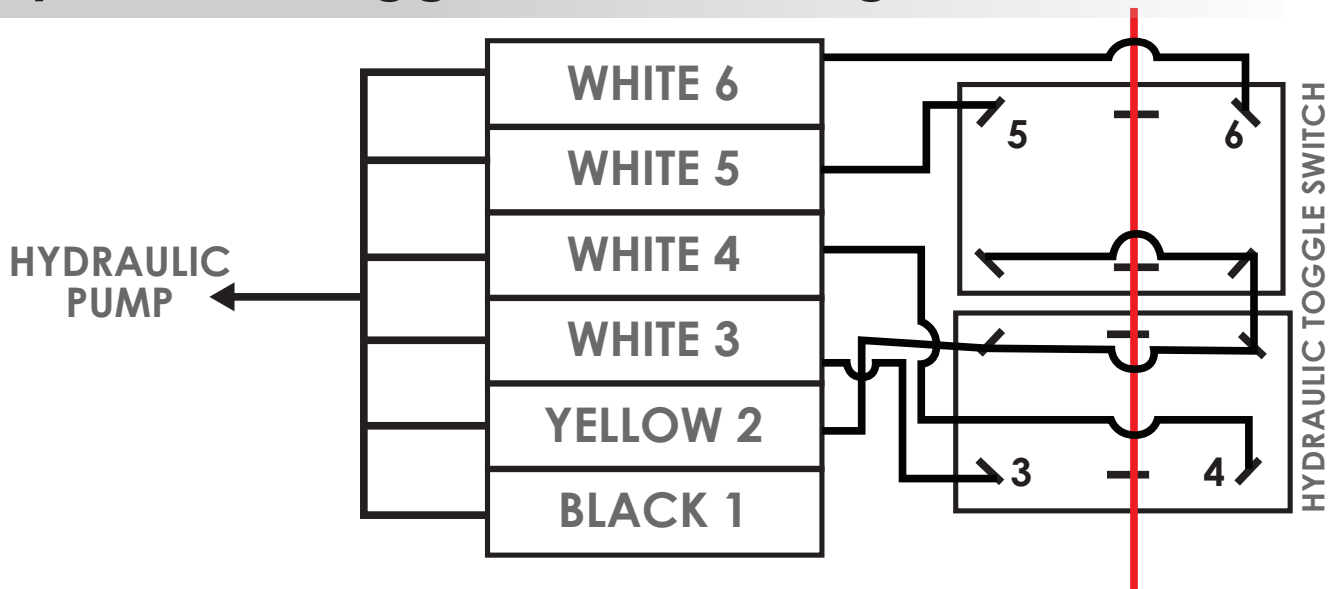 HYDRAULIC
PUMP
WHITE 6
WHITE 5
WHITE 4
WHITE 3
YELLOW 2
BLACK 1
5
6
3
4
HYDRAULIC TOGGLE SWITCH